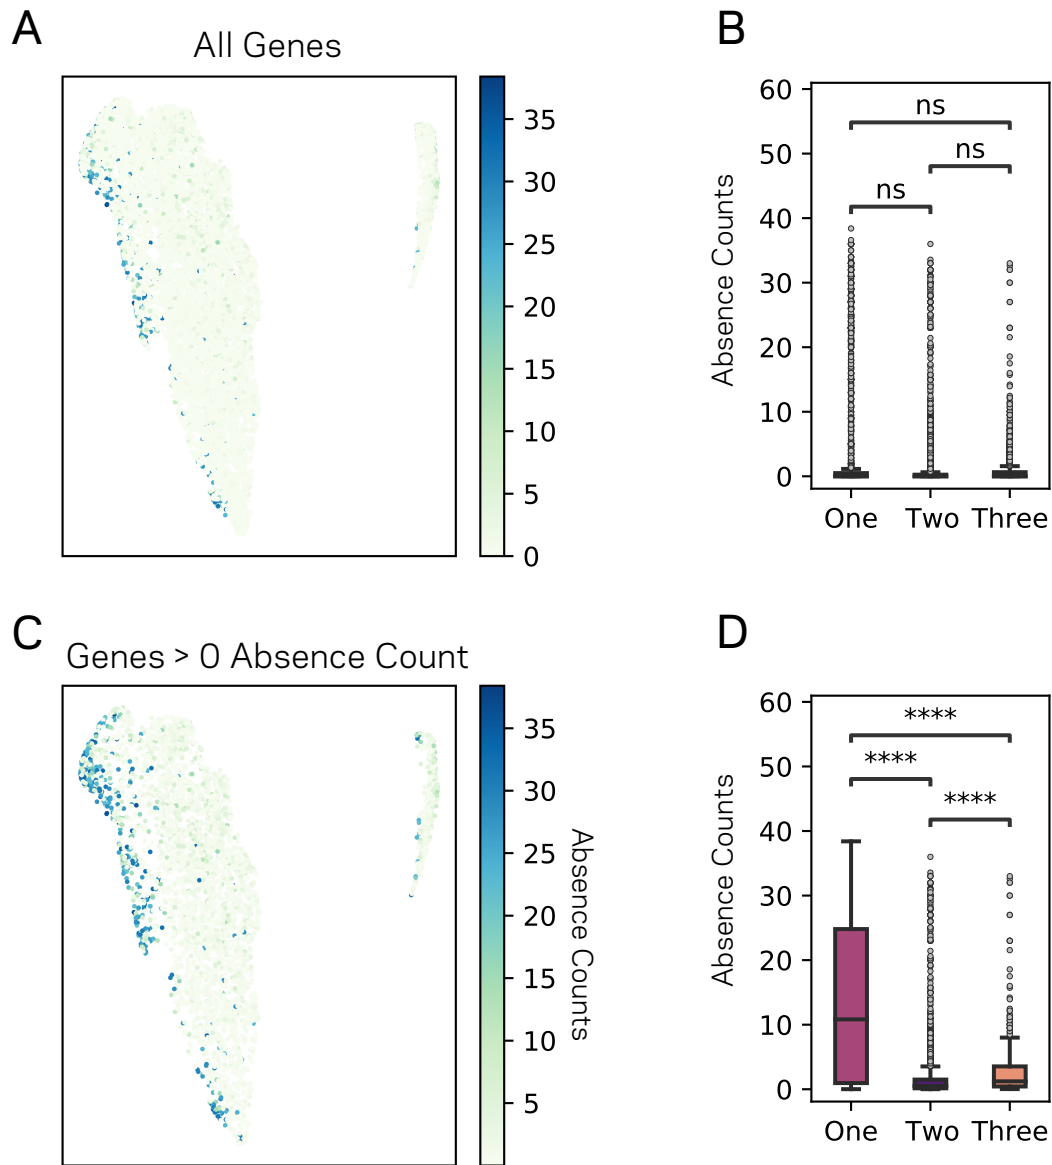 A
All Genes
35
30
25
20
15
10
5
0
B
Absence Counts
60
50
40
30
20
10
0
ns
ns
ns
One Two Three
C
Genes > 0 Absence Count
35
30
25
20
15
10
5
Absence Counts
D
Absence Counts
60
50
40
30
20
10
0
****
****
****
One Two Three